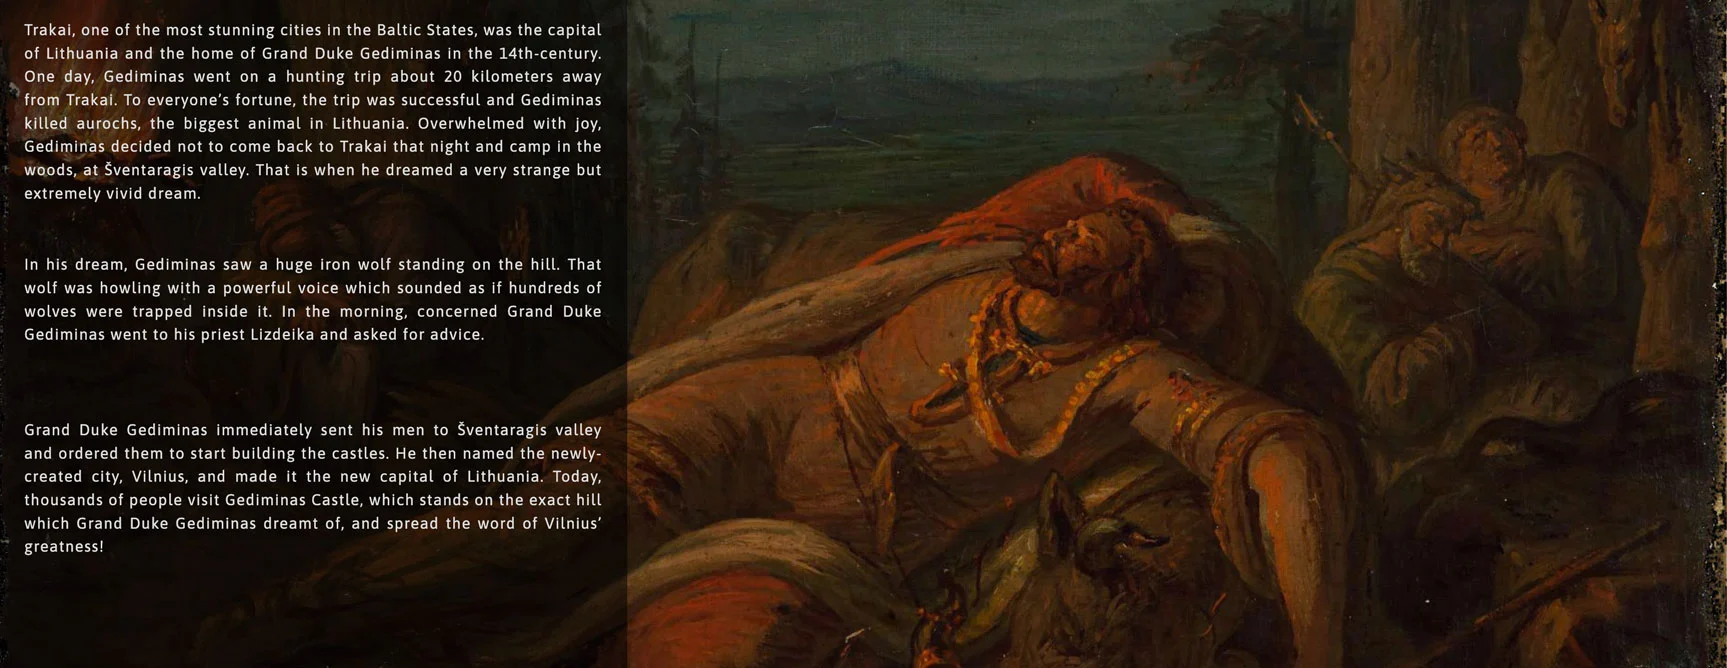 Trakai, one of the most stunning cities in the Baltic States, was the capital
of Lithuania and the home of Grand Duke Gediminas in the 14th-century.
One day, Gediminas went on a hunting trip about 20 kilometers away
from Trakai. To everyone’s fortune, the trip was successful and Gediminas
killed aurochs, the biggest animal in Lithuania. Overwhelmed with joy,
Gediminas decided not to come back to Trakai that night and camp in the
woods, at Šventaragis valley. That is when he dreamed a very strange but
extremely vivid dream.
In his dream, Gediminas saw a huge iron wolf standing on the hill. That
wolf was howling with a powerful voice which sounded as if hundreds of
wolves were trapped inside it. In the morning, concerned Grand Duke
Gediminas went to his priest Lizdeika and asked for advice.
Grand Duke Gediminas immediately sent his men to Šventaragis valley
and ordered them to start building the castles. He then named the newly-
created city, Vilnius, and made it the new capital of Lithuania. Today,
thousands of people visit Gediminas Castle, which stands on the exact hill
which Grand Duke Gediminas dreamt of, and spread the word of Vilnius’
greatness!